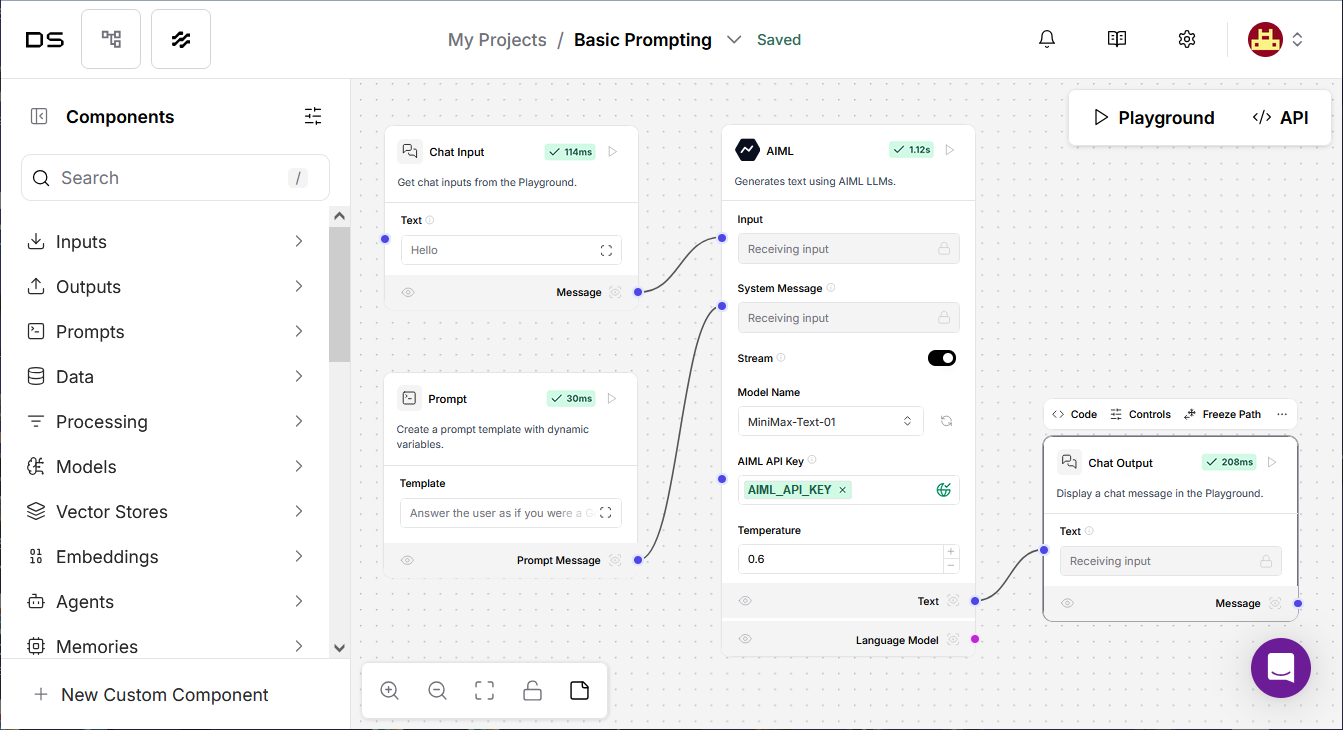 DS
My Projects / Basic Prompting
Saved
Components
Search
/
Inputs
Outputs
Prompts
Data
Processing
Models
Vector Stores
Embeddings
Agents
Memories
+ New Custom Component
Playground
</> API
Chat Input
114ms
Get chat inputs from the Playground.
Text
Hello
Message
Prompt
30ms
Create a prompt template with dynamic
variables.
Template
Answer the user as if you were a G
Prompt Message
AIML
1.12s
Generates text using AIML LLMs.
Input
Receiving input
System Message
Receiving input
Stream
Model Name
MiniMax-Text-01
AIML API Key
AIML_API_KEY ×
Temperature
0.6
+
−
Text
Language Model
Code
Controls
Freeze Path
...
Chat Output
208ms
Display a chat message in the Playground.
Text
Receiving input
Message